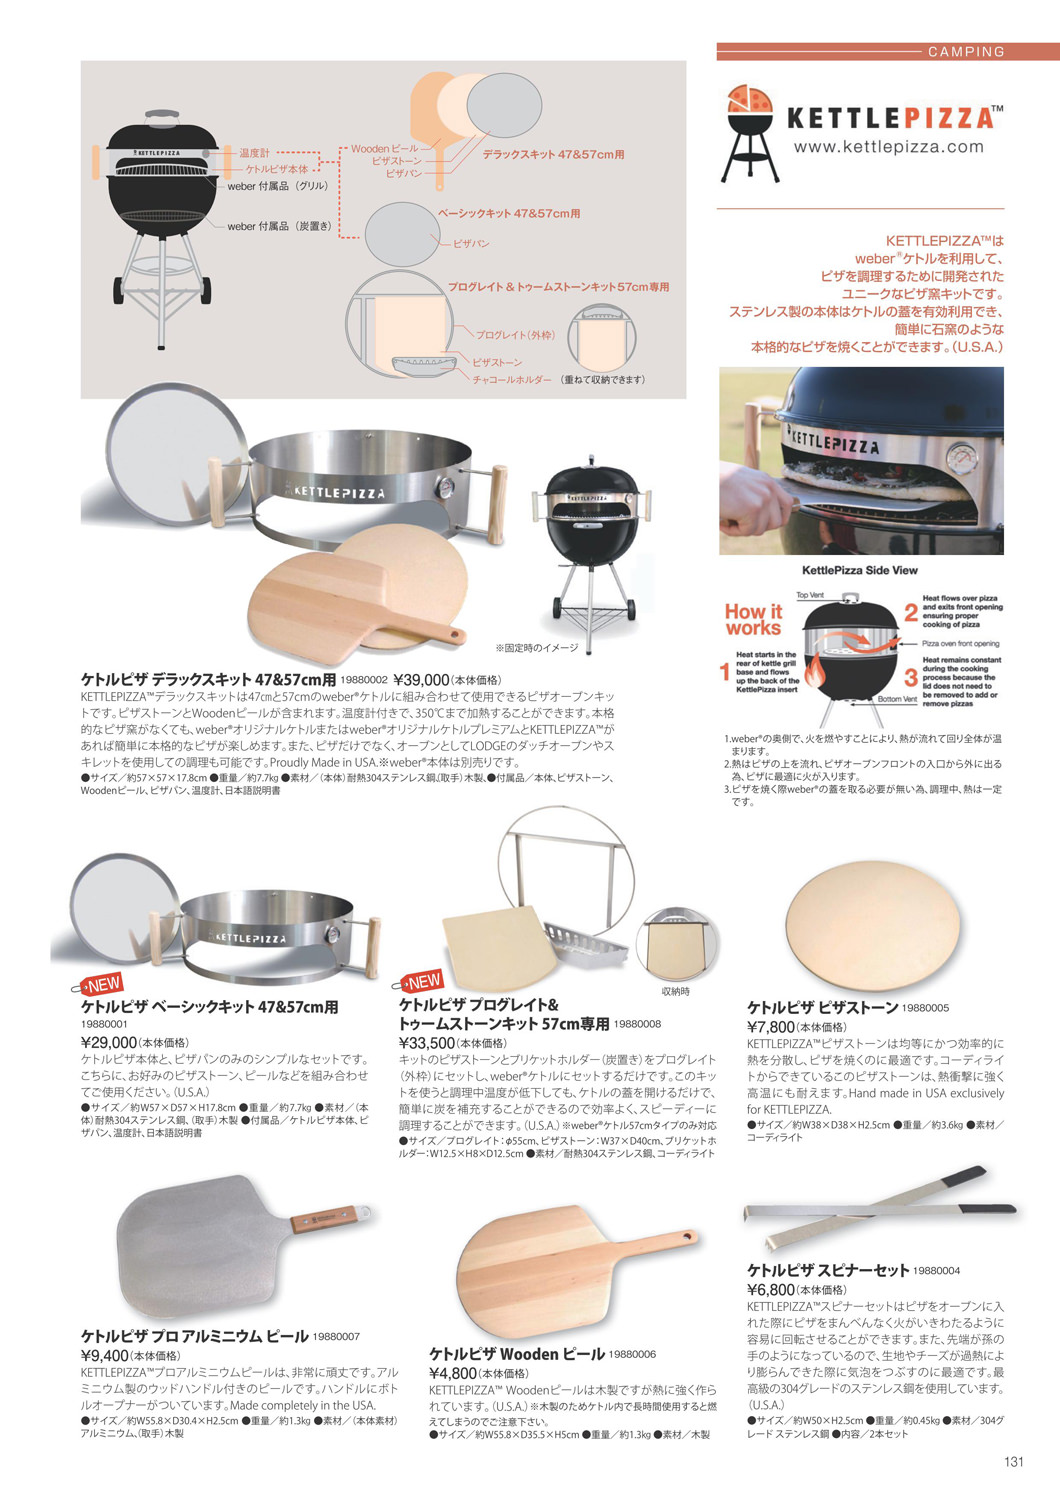 CAMPING
KETTLEPIZZA™
www.kettlepizza.com
KETTLEPIZZA
温度計
ケトルピザ本体
weber 付属品（グリル）
weber 付属品（炭置き）
Wooden ピール
ピザストーン
ピザパン
デラックスキット 47&57cm用
ベーシックキット 47&57cm用
ピザパン
プログレイト & トゥームストーンキット57cm専用
プログレイト（外枠）
ピザストーン
チャコールホルダー （重ねて収納できます）
KETTLEPIZZA™は
weber®ケトルを利用して、
ピザを調理するために開発された
ユニークなピザ窯キットです。
ステンレス製の本体はケトルの蓋を有効利用でき、
簡単に石窯のような
本格的なピザを焼くことができます。（U.S.A.）
KETTLEPIZZA
KETTLEPIZZA
KETTLEPIZZA
※固定時のイメージ
ケトルピザ デラックスキット 47&57cm用 19880002 ¥39,000（本体価格）
KETTLEPIZZA™デラックスキットは47㎝と57cmのweber®ケトルに組み合わせて使用できるピザオーブンキッ
トです。ピザストーンとWoodenピールが含まれます。温度計付きで、350℃まで加熱することができます。本格
的なピザ窯がなくても、weber®オリジナルケトルまたはweber®オリジナルケトルプレミアムとKETTLEPIZZA™が
あれば簡単に本格的なピザが楽しめます。また、ピザだけでなく、オーブンとしてLODGEのダッチオーブンやス
キレットを使用しての調理も可能です。Proudly Made in USA.※weber®本体は別売りです。
●サイズ／約57×57×17.8cm ●重量／約7.7kg ●素材／（本体）耐熱304ステンレス鋼、（取手）木製、●付属品／本体、ピザストーン、
Woodenピール、ピザパン、温度計、日本語説明書
KettlePizza Side View
How it
works
Top Vent
1
Heat starts in the
rear of kettle grill
base and flows
up the back of the
KettlePizza insert
2
Heat flows over pizza
and exits front opening
ensuring proper
cooking of pizza
Pizza oven front opening
3
Heat remains constant
during the cooking
process because the
lid does not need to
be removed to add or
remove pizzas
Bottom Vent
1.weber®の奥側で、火を燃やすことにより、熱が流れて回り全体が温
まります。
2.熱はピザの上を流れ、ピザオーブンフロントの入口から外に出る
為、ピザに最適に火が入ります。
3.ピザを焼く際weber®の蓋を取る必要が無い為、調理中、熱は一定
です。
KETTLEPIZZA
NEW
ケトルピザ ベーシックキット 47&57cm用
19880001
¥29,000（本体価格）
ケトルピザ本体と、ピザパンのみのシンプルなセットです。
こちらに、お好みのピザストーン、ピールなどを組み合わせ
てご使用ください。（U.S.A.）
●サイズ／約W57×D57×H17.8cm ●重量／約7.7kg ●素材／（本
体）耐熱304ステンレス鋼、（取手）木製 ●付属品／ケトルピザ本体、ピ
ザパン、温度計、日本語説明書
収納時
NEW
ケトルピザ プログレイト&
トゥームストーンキット 57cm専用 19880008
¥33,500（本体価格）
キットのピザストーンとブリケットホルダー（炭置き）をプログレイト
（外枠）にセットし、weber®ケトルにセットするだけです。このキッ
トを使うと調理中温度が低下しても、ケトルの蓋を開けるだけで、
簡単に炭を補充することができるので効率よく、スピーディーに
調理することができます。（U.S.A.）※weber®ケトル57cmタイプのみ対応
●サイズ／プログレイト：φ55cm、ピザストーン：W37×D40cm、ブリケットホ
ルダー：W12.5×H8×D12.5cm ●素材／耐熱304ステンレス鋼、コーディライト
ケトルピザ ピザストーン 19880005
¥7,800（本体価格）
KETTLEPIZZA™ピザストーンは均等にかつ効率的に
熱を分散し、ピザを焼くのに最適です。コーディライ
トからできているこのピザストーンは、熱衝撃に強く
高温にも耐えます。Hand made in USA exclusively
for KETTLEPIZZA.
●サイズ／約W38×D38×H2.5cm ●重量／約3.6kg ●素材／
コーディライト
ケトルピザ プロ アルミニウム ピール 19880007
¥9,400（本体価格）
KETTLEPIZZA™プロアルミニウムピールは、非常に頑丈です。アル
ミニウム製のウッドハンドル付きのピールです。ハンドルにボト
ルオープナーがついています。Made completely in the USA.
●サイズ／約W55.8×D30.4×H2.5cm ●重量／約1.3kg ●素材／（本体素材）
アルミニウム、（取手）木製
ケトルピザ Wooden ピール 19880006
¥4,800（本体価格）
KETTLEPIZZA™ Woodenピールは木製ですが熱に強く作ら
れています。（U.S.A.）※木製のためケトル内で長時間使用すると燃
えてしまうのでご注意下さい。
●サイズ／約W55.8×D35.5×H5cm ●重量／約1.3kg ●素材／木製
ケトルピザ スピナーセット 19880004
¥6,800（本体価格）
KETTLEPIZZA™スピナーセットはピザをオーブンに入
れた際にピザをまんべんなく火がいきわたるように
容易に回転させることができます。また、先端が孫の
手のようになっているので、生地やチーズが過熱によ
り膨らんできた際に気泡をつぶすのに最適です。最
高級の304グレードのステンレス鋼を使用しています。
（U.S.A.）
●サイズ／約W50×H2.5cm ●重量／約0.45kg ●素材／304グ
レード ステンレス鋼 ●内容／2本セット
131